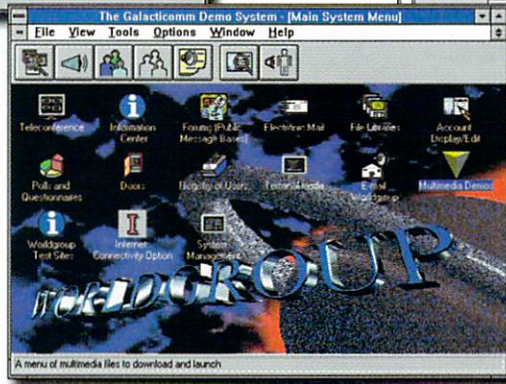 The Galacticomm Demo System - [Main System Menu]
File View Tools Options Window Help
Teleconference
Information
Center
Forums (Public
Message Bases)
Electronic Mail
File Libraries
Account
Display/Edit
Polls and
Questionnaires
Doors
Registry of Users
Terminal Mode
E-mail
Worldgroup
Multimedia Demos
Worldgroup
Test Sites
Internet
Connectivity Option
System
Management
WORLDGROUP
A menu of multimedia files to download and launch